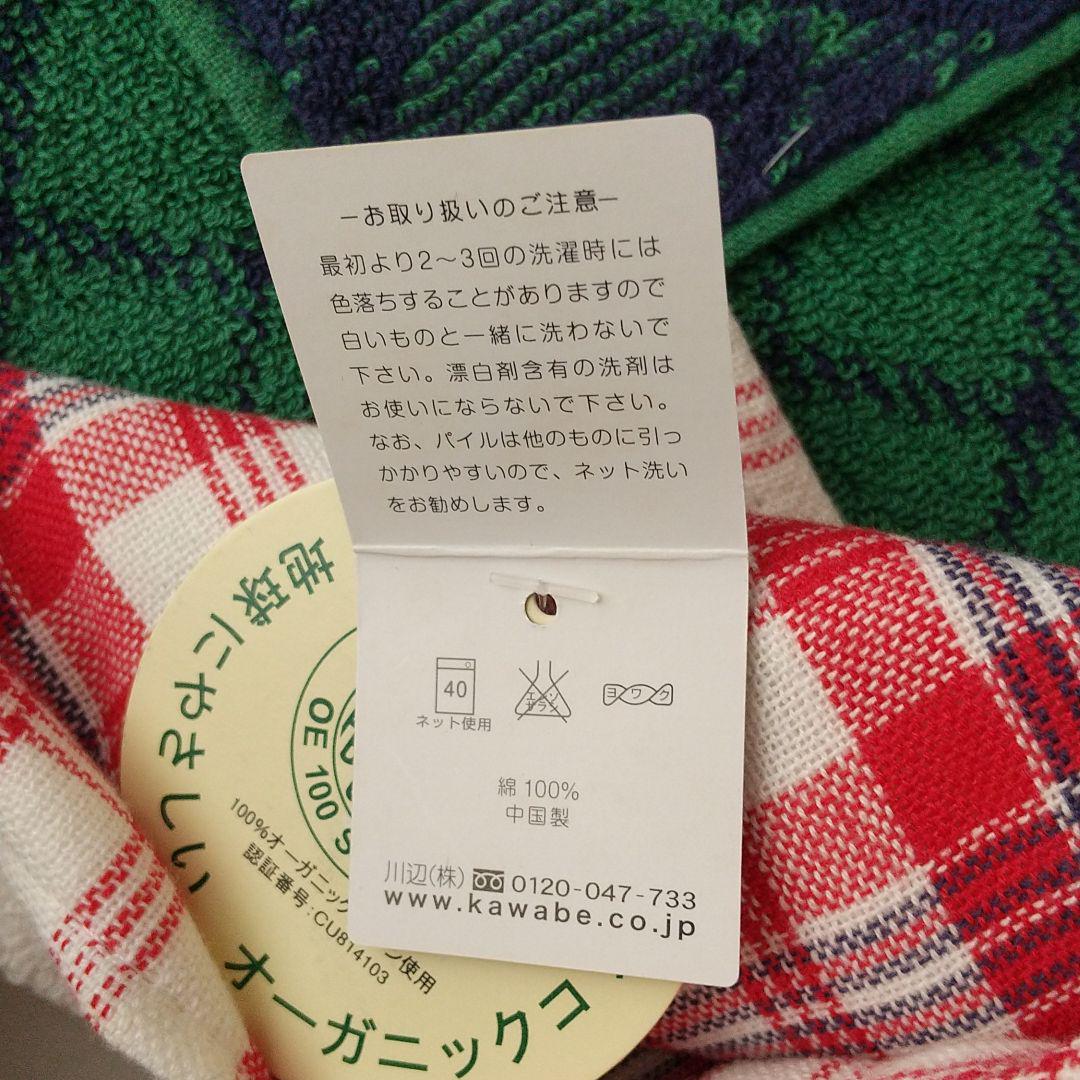 −お取り扱いのご注意−
最初より2〜3回の洗濯時には
色落ちすることがありますので
白いものと一緒に洗わないで
下さい。漂白剤含有の洗剤は
お使いにならないで下さい。
なお、パイルは他のものに引っ
かかりやすいので、ネット洗い
をお勧めします。
40
ネット使用
エンソ
サラシ
ヨワク
綿 100%
中国製
川辺(株) 0120-047-733
www.kawabe.co.jp
地球にやさしい
OE 100 S
100%オーガニック
使用
認証番号:CU814103
オーガニックコ